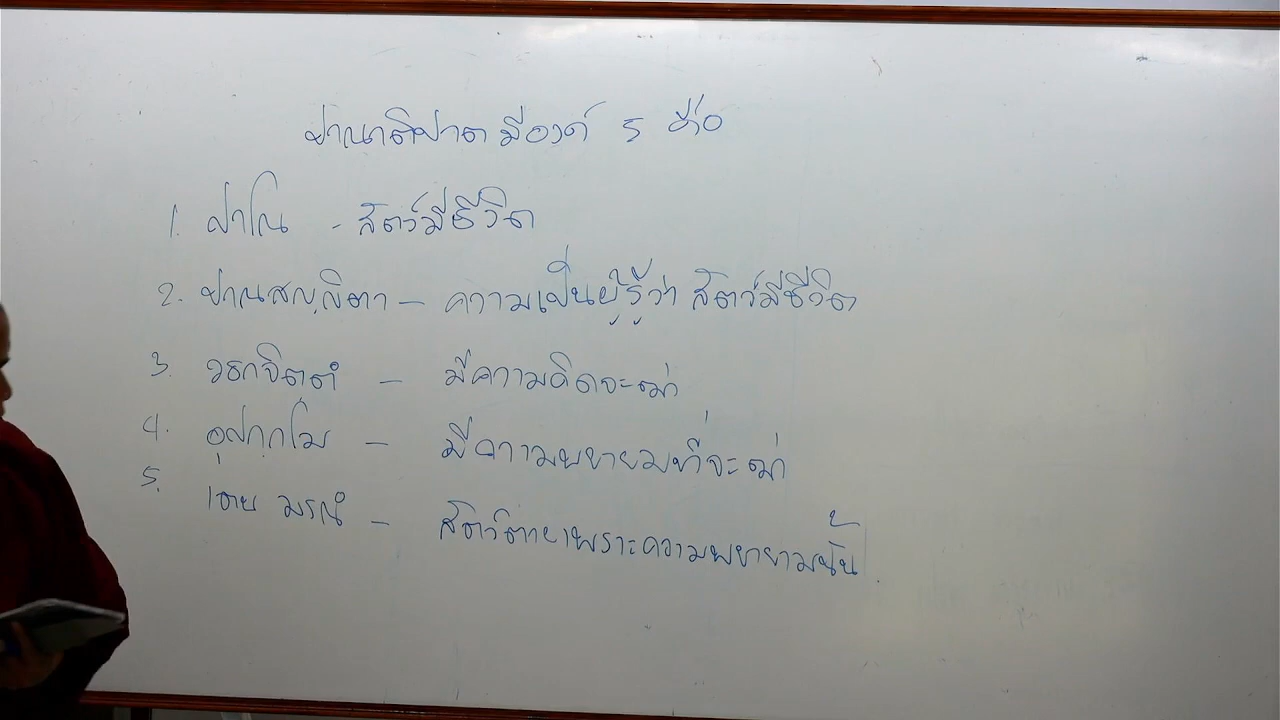 ปาณาติปาต มีองค์ 5 คือ
1. ปาโณ - สัตว์มีชีวิต
2. ปาณสญฺญิตา - ความเป็นผู้รู้ว่า สัตว์มีชีวิต
3. วธกจิตฺตํ - มีความคิดจะฆ่า
4. อุปกฺกโม - มีความพยายามที่จะฆ่า
5. เตน มรณํ - สัตว์ตายเพราะความพยายามนั้น